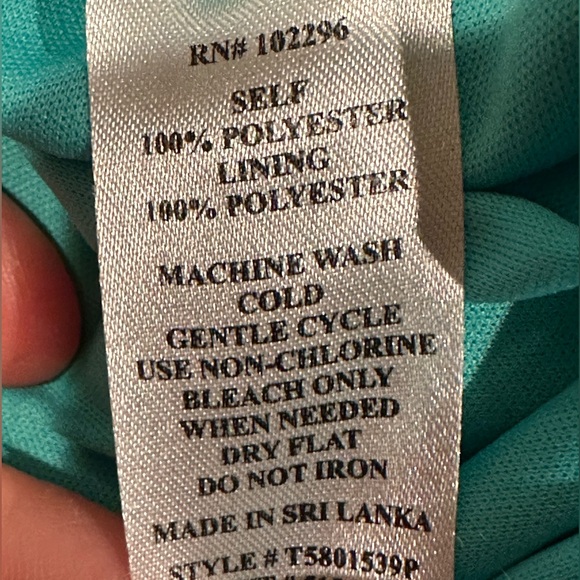 RN# 102296
SELF
100% POLYESTER
LINING
100% POLYESTER
MACHINE WASH
COLD
GENTLE CYCLE
USE NON-CHLORINE
BLEACH ONLY
WHEN NEEDED
DRY FLAT
DO NOT IRON
MADE IN SRI LANKA
STYLE # T5801539P